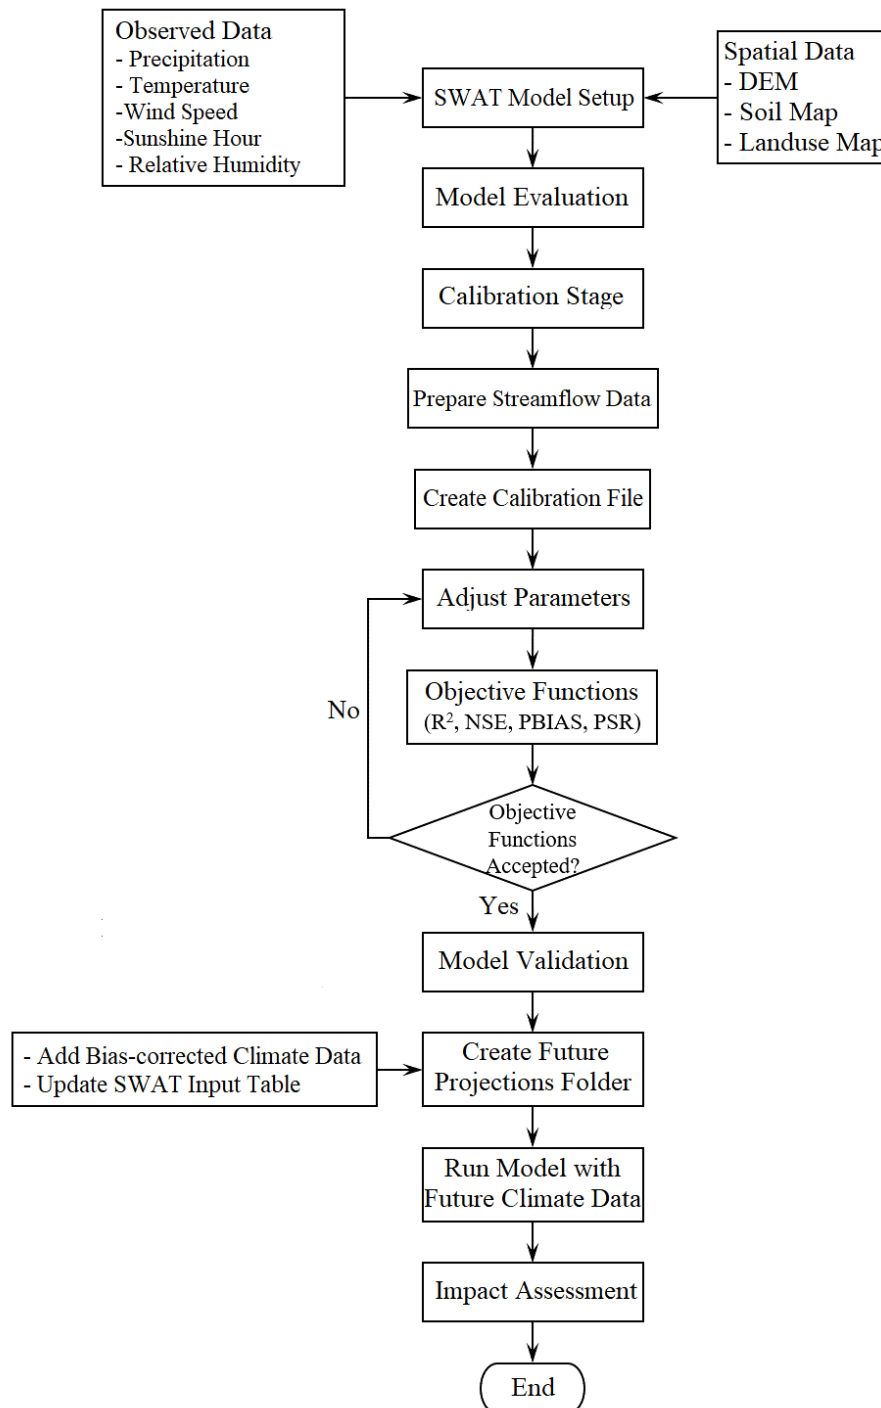 Observed Data
- Precipitation
- Temperature
-Wind Speed
-Sunshine Hour
- Relative Humidity
Spatial Data
- DEM
- Soil Map
- Landuse Map
SWAT Model Setup
Model Evaluation
Calibration Stage
Prepare Streamflow Data
Create Calibration File
Adjust Parameters
Objective Functions
(R², NSE, PBIAS, PSR)
No
Objective
Functions
Accepted?
Yes
Model Validation
- Add Bias-corrected Climate Data
- Update SWAT Input Table
Create Future
Projections Folder
Run Model with
Future Climate Data
Impact Assessment
End